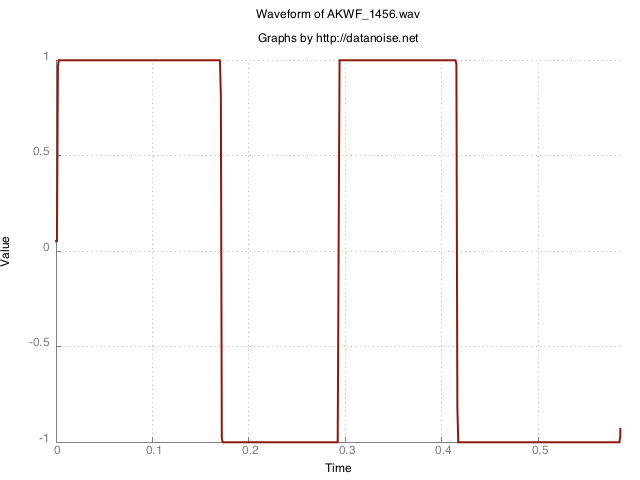 Waveform of AKWF_1456.wav
Graphs by http://datanoise.net
1
0.5
0
-0.5
-1
Value
0 0.1 0.2 0.3 0.4 0.5
Time